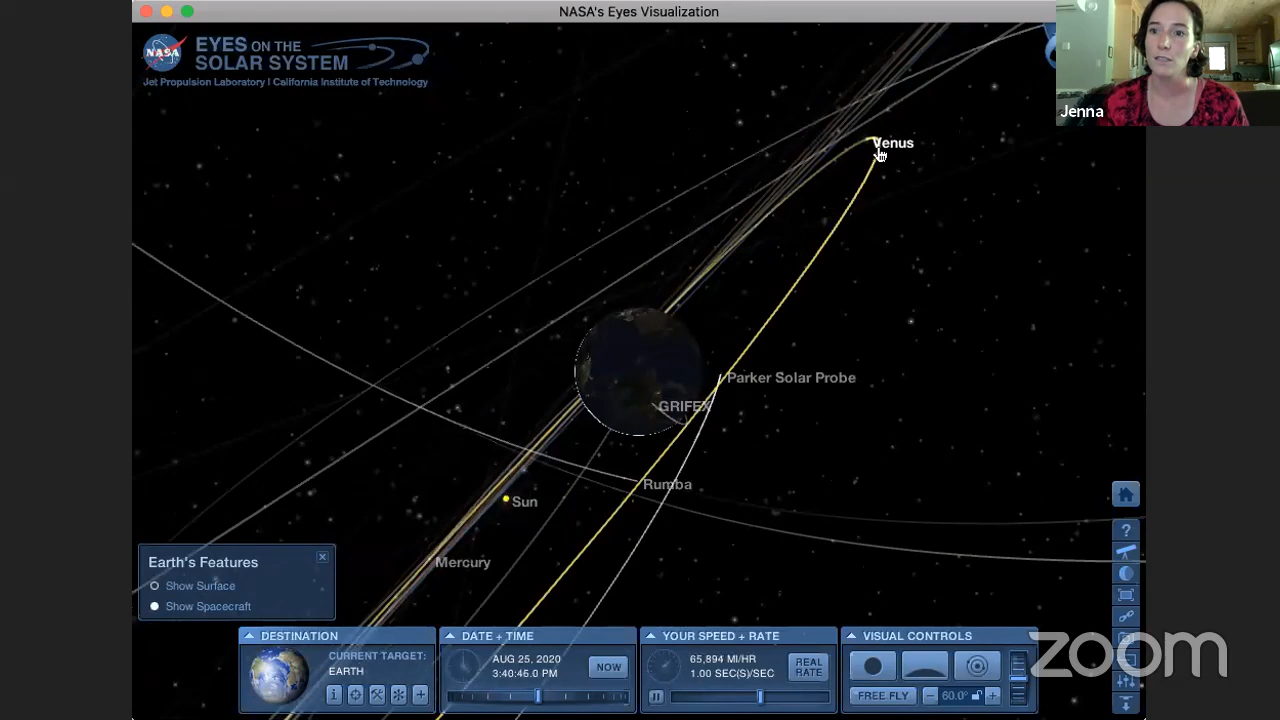 NASA's Eyes Visualization
NASA
EYES ON THE
SOLAR SYSTEM
Jet Propulsion Laboratory | California Institute of Technology
Jenna
Venus
Parker Solar Probe
GRIFEX
Rumba
Sun
Mercury
Earth's Features
Show Surface
Show Spacecraft
DESTINATION
CURRENT TARGET:
EARTH
DATE + TIME
AUG 25, 2020
3:40:46.0 PM
NOW
YOUR SPEED + RATE
65,894 MI/HR
1.00 SEC(S)/SEC
REAL
RATE
VISUAL CONTROLS
FREE FLY
60.0°
?
zoom